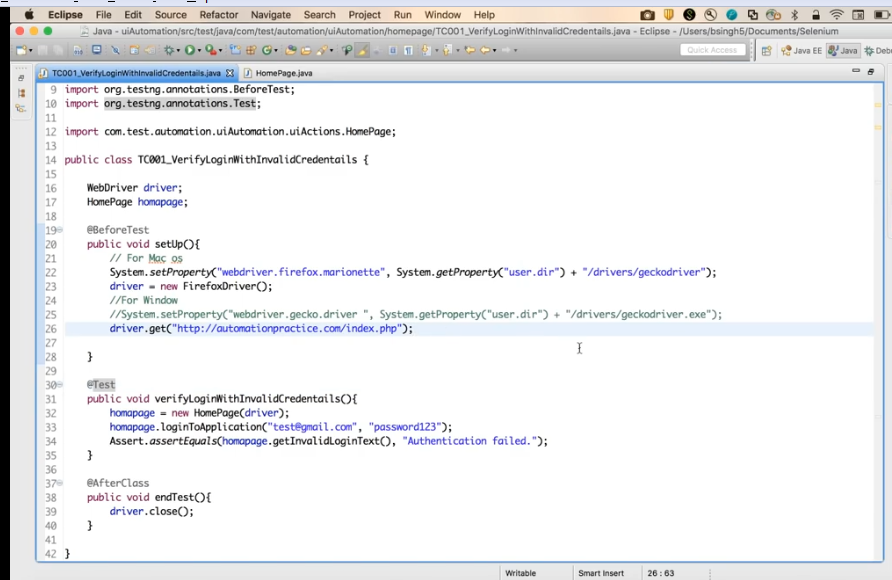 Eclipse File Edit Source Refactor Navigate Search Project Run Window Help
Java - uiAutomation/src/test/java/com/test/automation/uiAutomation/homepage/TC001_VerifyLoginWithInvalidCredentails.java - Eclipse - /Users/bsingh5/Documents/Selenium
Quick Access Java EE Java Debu
TC001_VerifyLoginWithInvalidCredentails.java HomePage.java
9 import org.testng.annotations.BeforeTest;
10 import org.testng.annotations.Test;
11
12 import com.test.automation.uiAutomation.uiActions.HomePage;
13
14 public class TC001_VerifyLoginWithInvalidCredentails {
15
16 WebDriver driver;
17 HomePage homapage;
18
19 @BeforeTest
20 public void setUp(){
21 // For Mac os
22 System.setProperty("webdriver.firefox.marionette", System.getProperty("user.dir") + "/drivers/geckodriver");
23 driver = new FirefoxDriver();
24 //For Window
25 //System.setProperty("webdriver.gecko.driver ", System.getProperty("user.dir") + "/drivers/geckodriver.exe");
26 driver.get("http://automationpractice.com/index.php");
27
28 }
29
30 @Test
31 public void verifyLoginWithInvalidCredentails(){
32 homapage = new HomePage(driver);
33 homapage.loginToApplication("test@gmail.com", "password123");
34 Assert.assertEquals(homapage.getInvalidLoginText(), "Authentication failed.");
35 }
36
37 @AfterClass
38 public void endTest(){
39 driver.close();
40 }
41
42 }
Writable Smart Insert 26 : 63